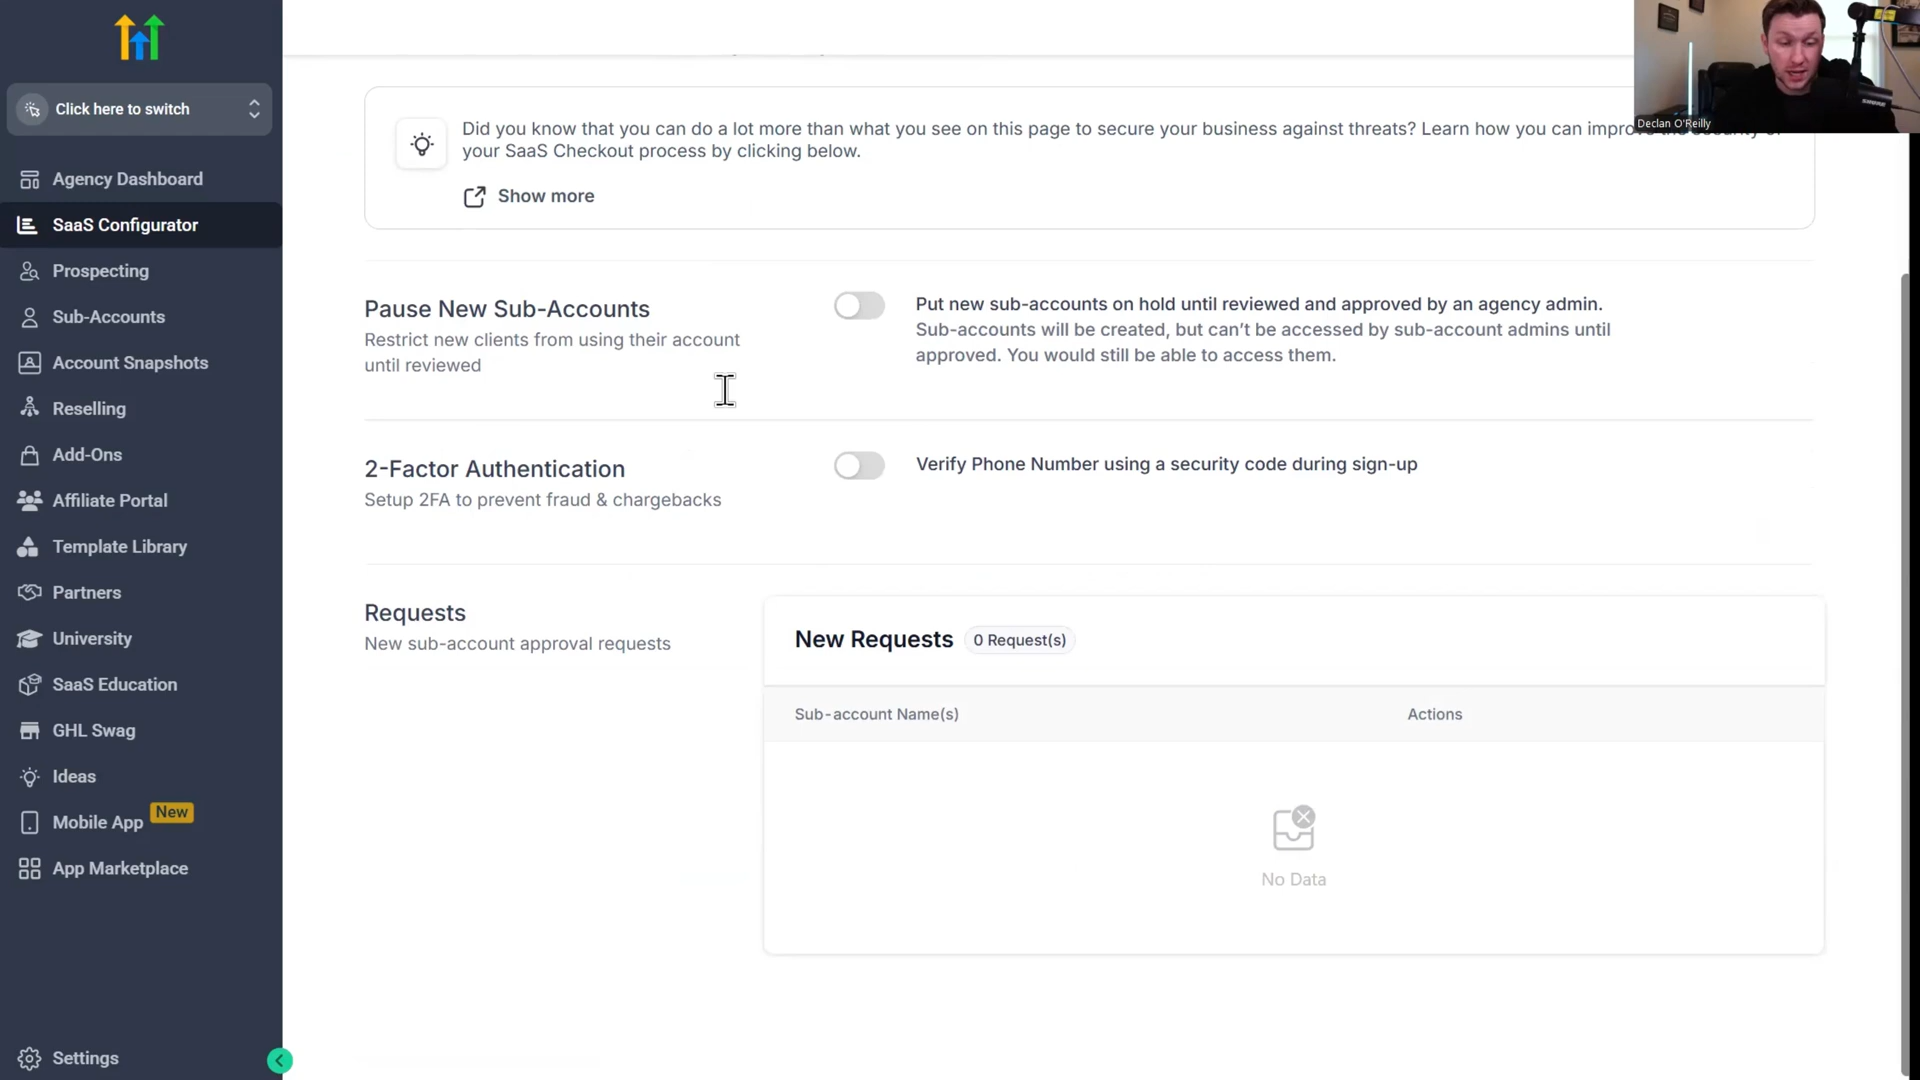 Click here to switch
Agency Dashboard
SaaS Configurator
Prospecting
Sub-Accounts
Account Snapshots
Reselling
Add-Ons
Affiliate Portal
Template Library
Partners
University
SaaS Education
GHL Swag
Ideas
Mobile App New
App Marketplace
Settings
Did you know that you can do a lot more than what you see on this page to secure your business against threats? Learn how you can
your SaaS Checkout process by clicking below.
Show more
Pause New Sub-Accounts
Restrict new clients from using their account
until reviewed
Put new sub-accounts on hold until reviewed and approved by an agency admin.
Sub-accounts will be created, but can’t be accessed by sub-account admins until
approved. You would still be able to access them.
2-Factor Authentication
Setup 2FA to prevent fraud & chargebacks
Verify Phone Number using a security code during sign-up
Requests
New sub-account approval requests
New Requests 0 Request(s)
Sub-account Name(s) Actions
No Data
Declan O'Reilly